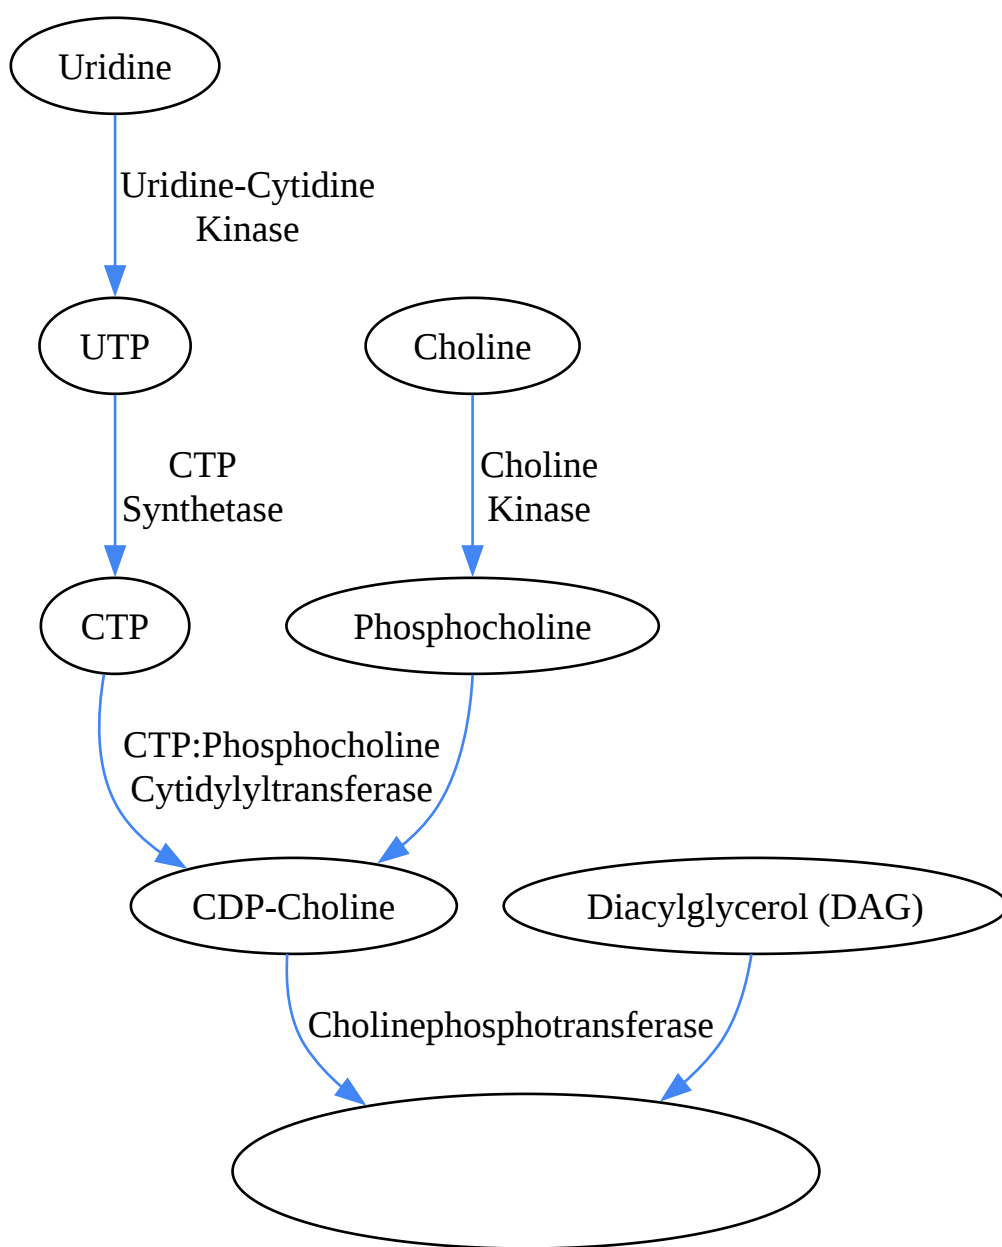 Uridine
Uridine-Cytidine
Kinase
UTP
Choline
CTP
Synthetase
Choline
Kinase
CTP
Phosphocholine
CTP:Phosphocholine
Cytidylyltransferase
CDP-Choline
Diacylglycerol (DAG)
Cholinephosphotransferase